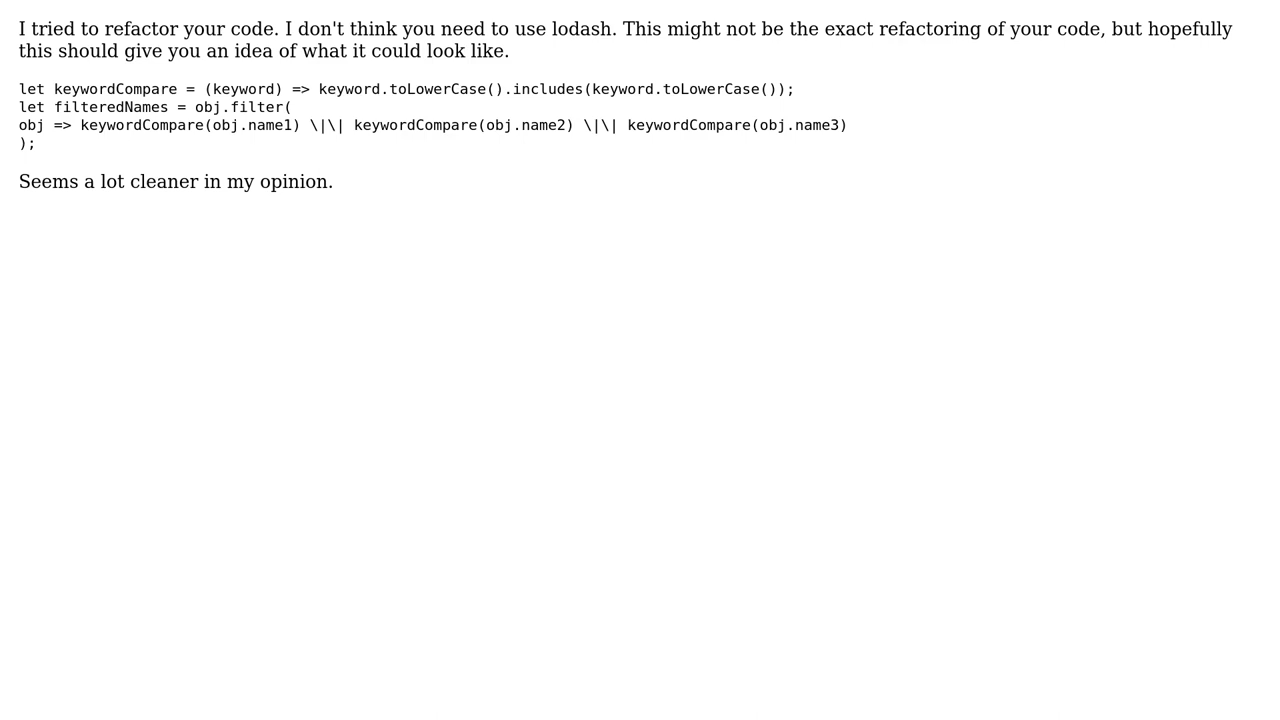 I tried to refactor your code. I don't think you need to use lodash. This might not be the exact refactoring of your code, but hopefully
this should give you an idea of what it could look like.
let keywordCompare = (keyword) => keyword.toLowerCase().includes(keyword.toLowerCase());
let filteredNames = obj.filter(
obj => keywordCompare(obj.name1) \|\| keywordCompare(obj.name2) \|\| keywordCompare(obj.name3)
);
Seems a lot cleaner in my opinion.